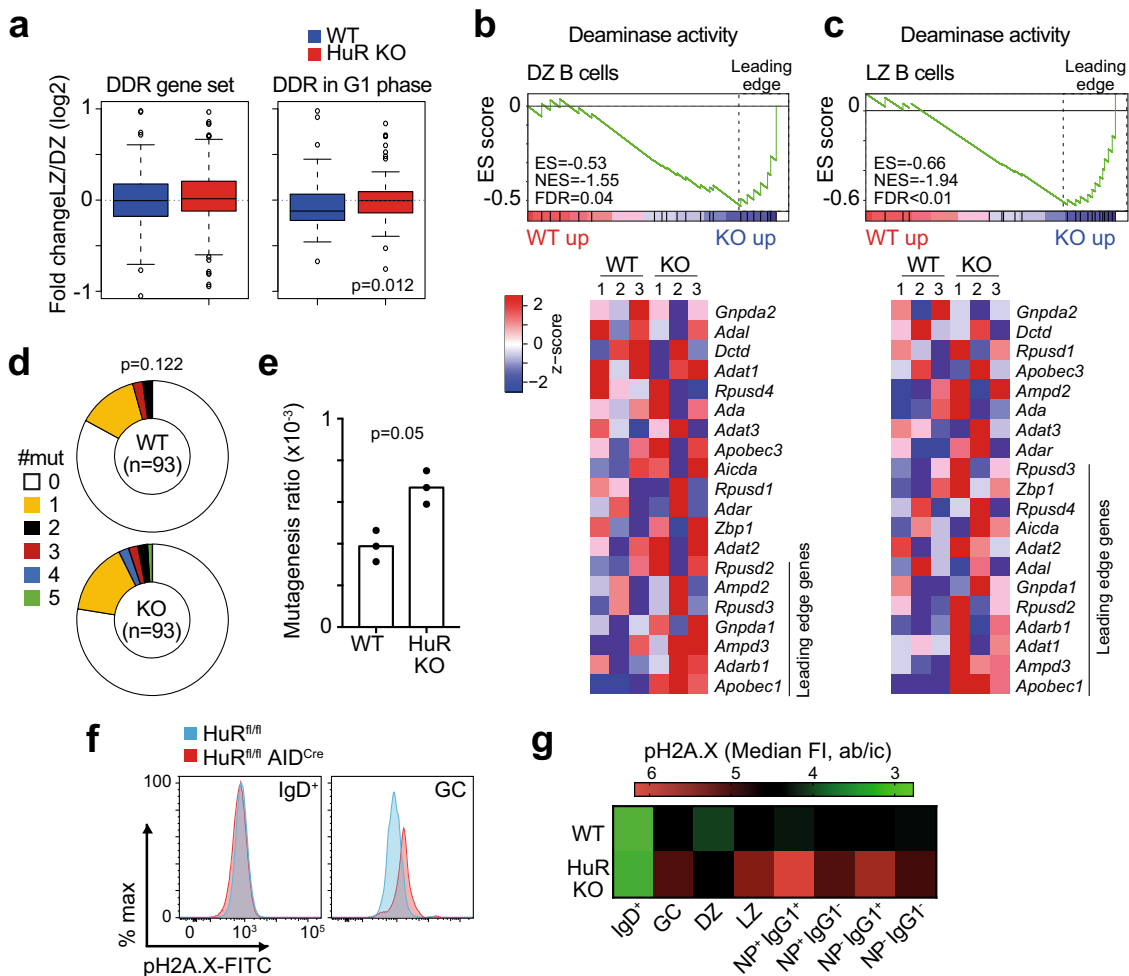 a
WT
HuR KO
DDR gene set
DDR in G1 phase
Fold changeLZ/DZ (log2)
1
0
-1
p=0.012
b
Deaminase activity
DZ B cells
Leading
edge
ES score
0
-0.5
ES=-0.53
NES=-1.55
FDR=0.04
WT up
KO up
WT
KO
1 2 3 1 2 3
2
1
0
-1
-2
z-score
Gnpda2
Adal
Dctd
Adat1
Rpusd4
Ada
Adat3
Apobec3
Aicda
Rpusd1
Adar
Zbp1
Adat2
Rpusd2
Ampd2
Rpusd3
Gnpda1
Ampd3
Adarb1
Apobec1
Leading edge genes
c
Deaminase activity
LZ B cells
Leading
edge
ES score
0
-0.6
ES=-0.66
NES=-1.94
FDR<0.01
WT up
KO up
WT
KO
1 2 3 1 2 3
Gnpda2
Dctd
Rpusd1
Apobec3
Ampd2
Ada
Adat3
Adar
Rpusd3
Zbp1
Rpusd4
Aicda
Adat2
Adal
Gnpda1
Rpusd2
Adarb1
Adat1
Ampd3
Apobec1
Leading edge genes
d
p=0.122
WT
(n=93)
#mut
0
1
2
3
4
5
KO
(n=93)
e
Mutagenesis ratio (x10-3)
1
0
p=0.05
WT
HuR
KO
f
HuRfl/fl
HuRfl/fl AIDCre
IgD+
GC
100
0
% max
0 10³ 10⁵
pH2A.X-FITC
g
pH2A.X (Median FI, ab/ic)
6 5 4 3
WT
HuR
KO
IgD+
GC
DZ
LZ
NP+ IgG1+
NP+ IgG1-
NP- IgG1+
NP- IgG1-